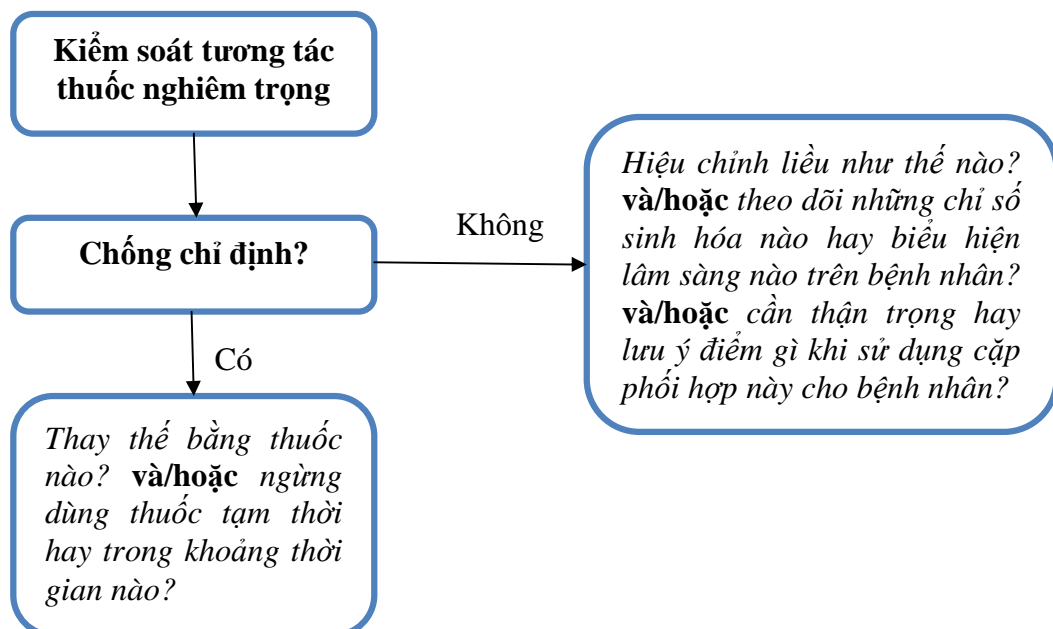 Kiểm soát tương tác
thuốc nghiêm trọng
Chống chỉ định?
Không
Hiệu chỉnh liều như thế nào?
và/hoặc theo dõi những chỉ số
sinh hóa nào hay biểu hiện
lâm sàng nào trên bệnh nhân?
và/hoặc cần thận trọng hay
lưu ý điểm gì khi sử dụng cặp
phối hợp này cho bệnh nhân?
Có
Thay thế bằng thuốc
nào? và/hoặc ngừng
dùng thuốc tạm thời
hay trong khoảng thời
gian nào?